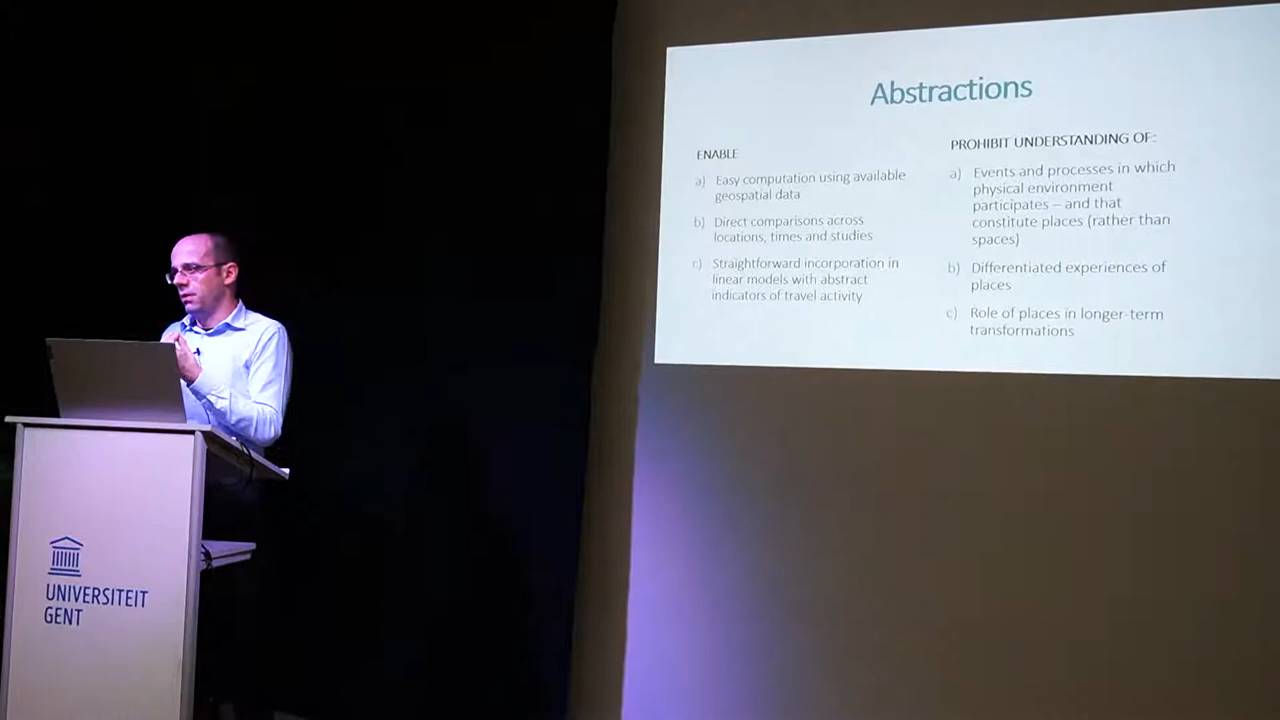 Abstractions
ENABLE
a) Easy computation using available
geospatial data
b) Direct comparisons across
locations, times and studies
c) Straightforward incorporation in
linear models with abstract
indicators of travel activity
PROHIBIT UNDERSTANDING OF:
a) Events and processes in which
physical environment
participates – and that
constitute places (rather than
spaces)
b) Differentiated experiences of
places
c) Role of places in longer-term
transformations
UNIVERSITEIT
GENT